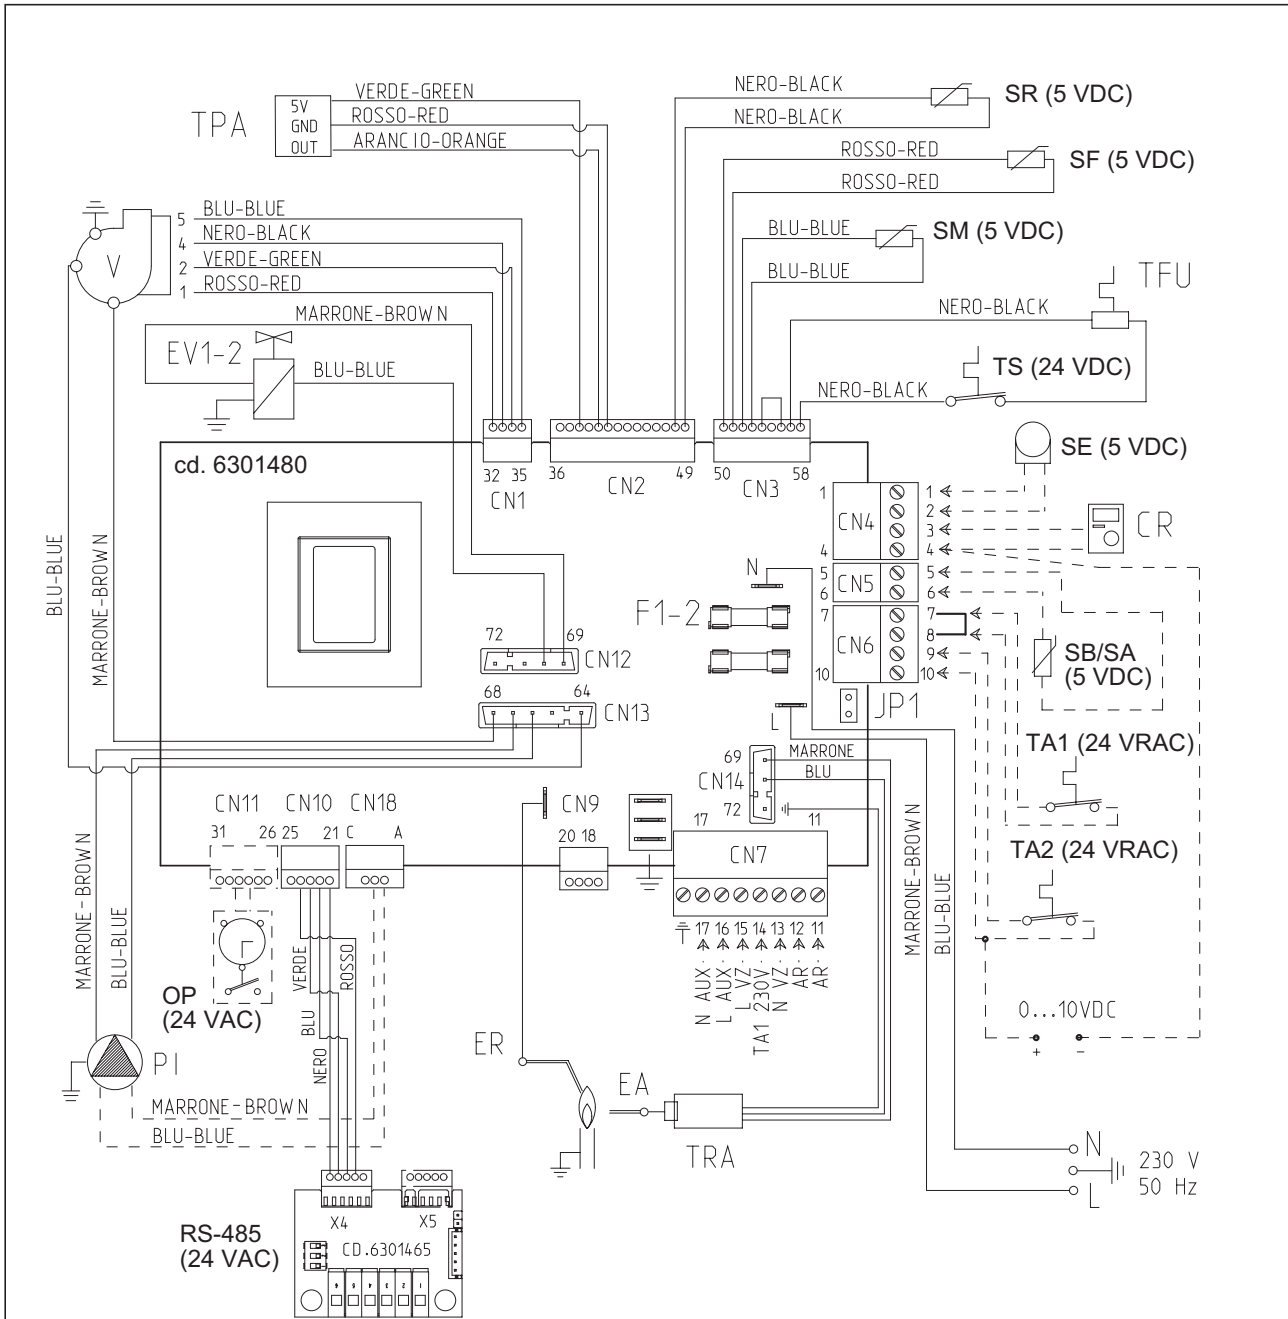 TPA
5V
GND
OUT
VERDE-GREEN
ROSSO-RED
ARANCIO-ORANGE
NERO-BLACK
NERO-BLACK
SR (5 VDC)
ROSSO-RED
ROSSO-RED
SF (5 VDC)
BLU-BLUE
BLU-BLUE
SM (5 VDC)
V
5
4
2
1
BLU-BLUE
NERO-BLACK
VERDE-GREEN
ROSSO-RED
TFU
NERO-BLACK
MARRONE-BROWN
EV1-2
BLU-BLUE
TS (24 VDC)
NERO-BLACK
SE (5 VDC)
cd. 6301480
32 35
CN1
36 49
CN2
50 58
CN3
1
4
CN4
1
2
3
4
CR
5
6
CN5
5
6
7
10
CN6
7
8
9
10
BLU-BLUE
MARRONE-BROWN
N
F1-2
L
JP1
SB/SA
(5 VDC)
72 69
CN12
68 64
CN13
TA1 (24 VRAC)
TA2 (24 VRAC)
69
CN14
72
MARRONE
BLU
CN11
31 26
CN10
25 21
CN18
C A
CN9
20 18
17 11
CN7
17 16 15 14 13 12 11
N AUX.
L AUX.
L VZ.
TA1 230V.
N VZ.
AR.
AR.
MARRONE-BROWN
BLU-BLUE
MARRONE-BROWN
BLU-BLUE
OP
(24 VAC)
VERDE
BLU
NERO
ROSSO
0...10VDC
+ -
PI
MARRONE-BROWN
BLU-BLUE
ER
EA
TRA
N
L
230 V
50 Hz
RS-485
(24 VAC)
X4 X5
CD.6301465
6 5 4 3 2 1